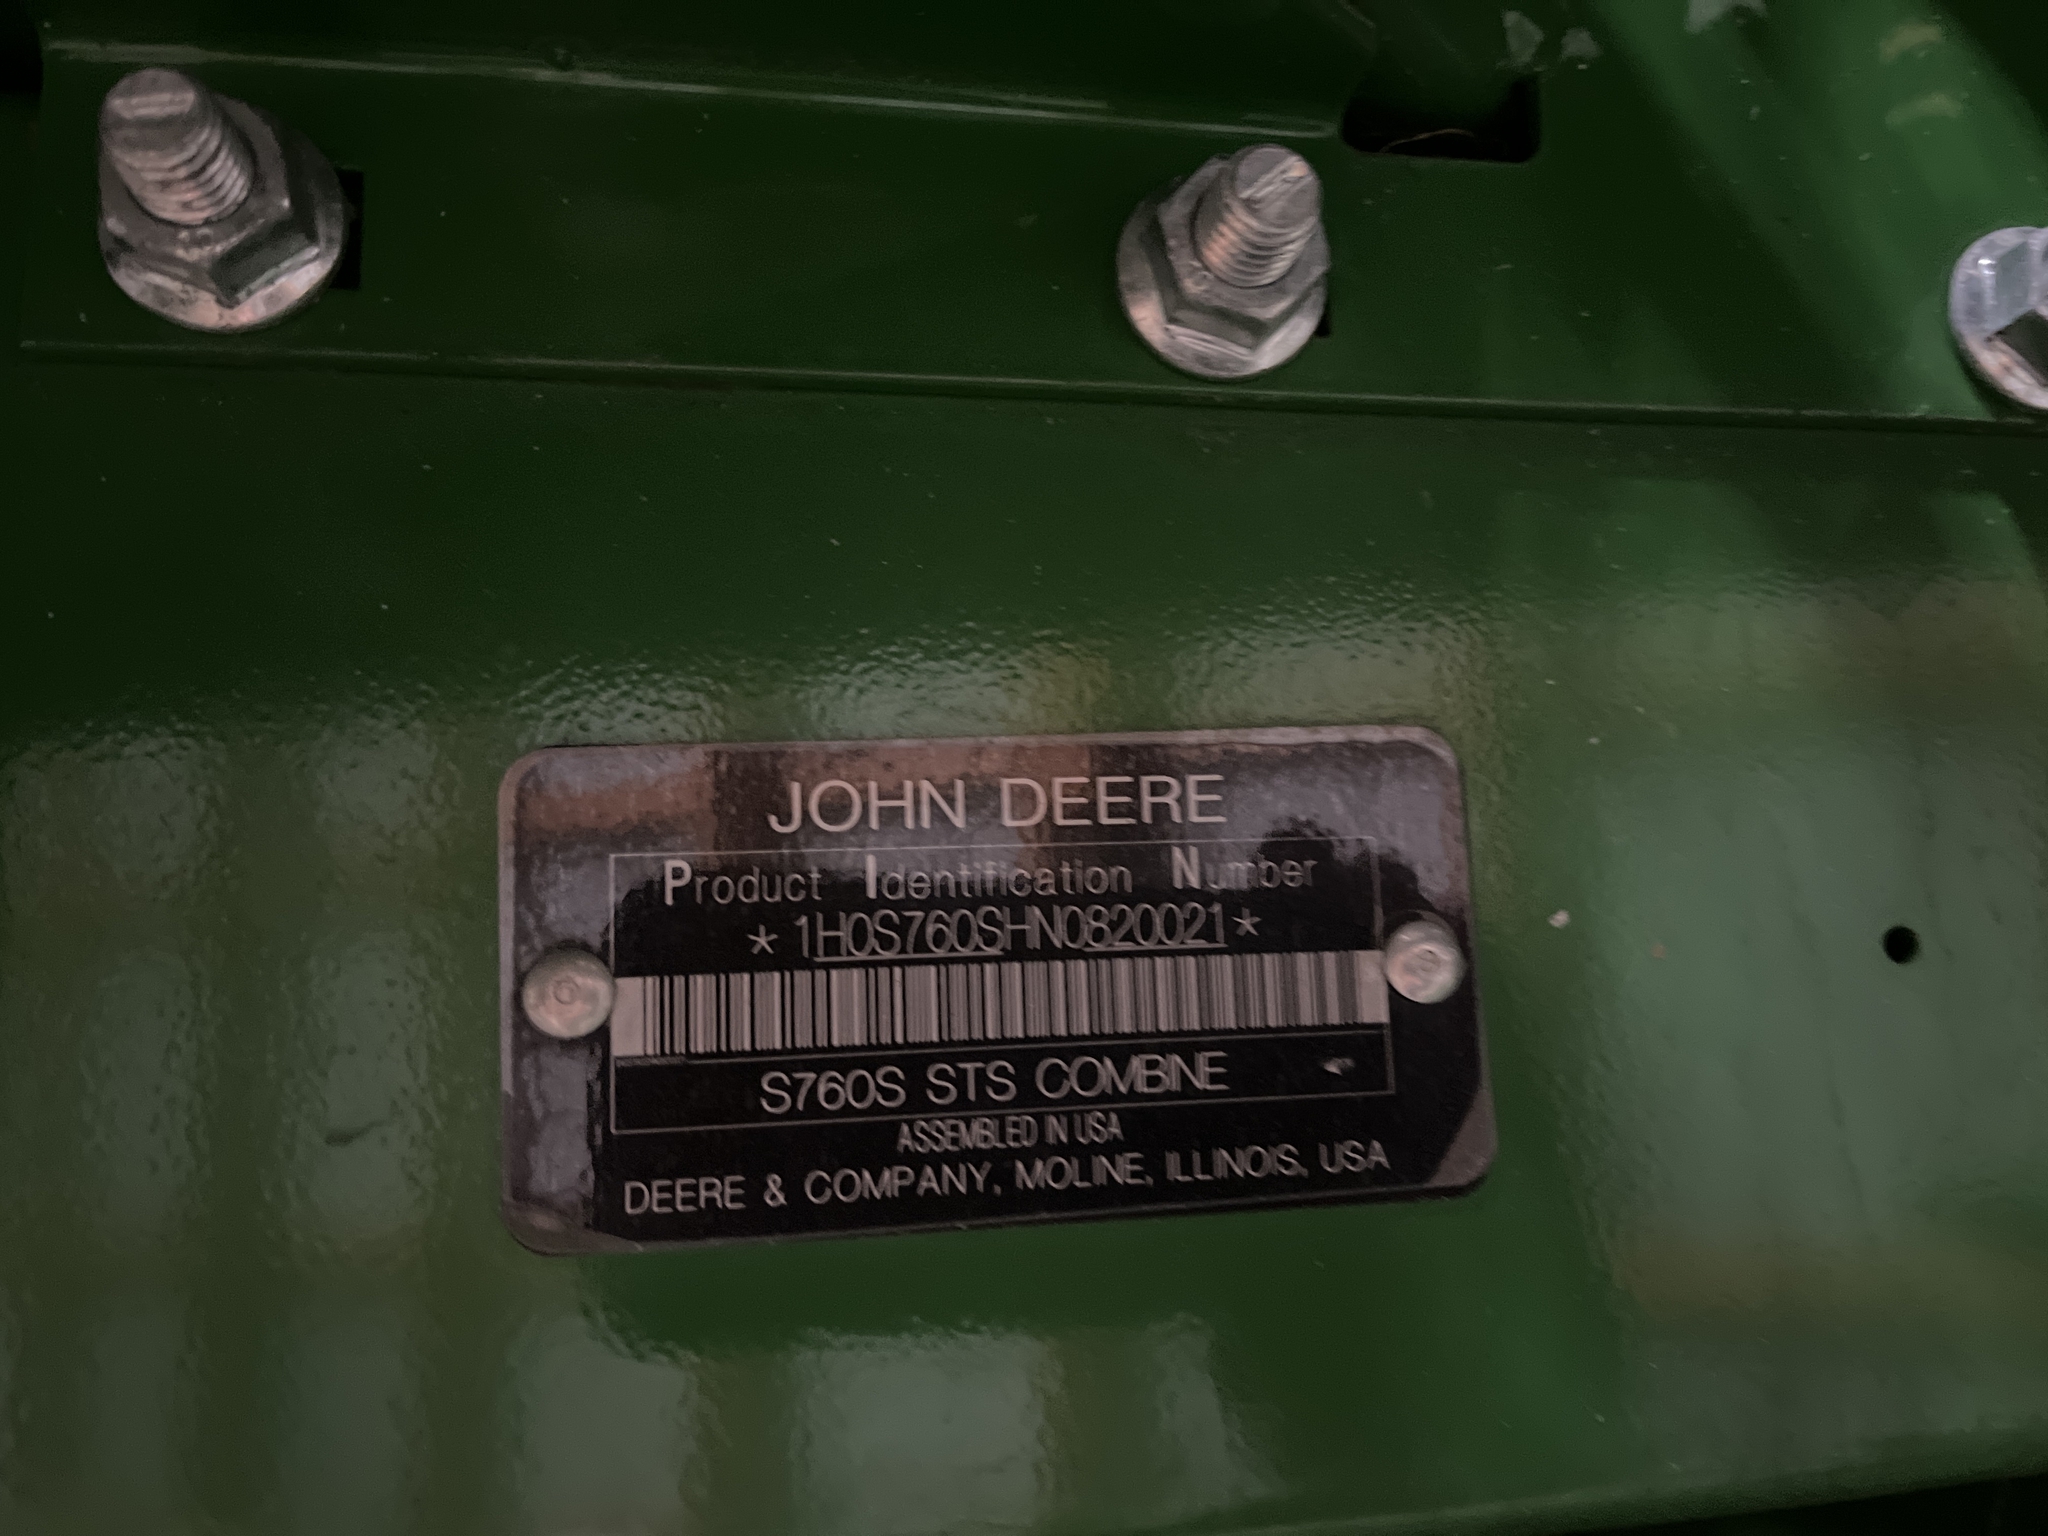 JOHN DEERE
Product Identification Number
* 1H0S760SHN0820021 *
S760S STS COMBINE
ASSEMBLED IN USA
DEERE & COMPANY, MOLINE, ILLINOIS, USA